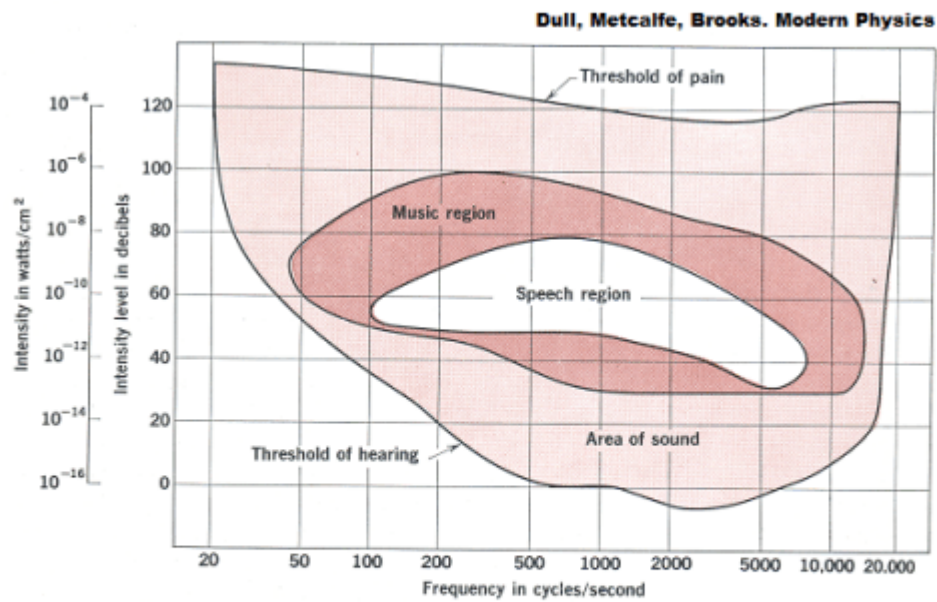 Dull, Metcalfe, Brooks. Modern Physics
Threshold of pain
Music region
Speech region
Area of sound
Threshold of hearing
Intensity in watts/cm²
10⁻⁴
10⁻⁶
10⁻⁸
10⁻¹⁰
10⁻¹²
10⁻¹⁴
10⁻¹⁶
Intensity level in decibels
120
100
80
60
40
20
0
20 50 100 200 500 1000 2000 5000 10,000 20.000
Frequency in cycles/second